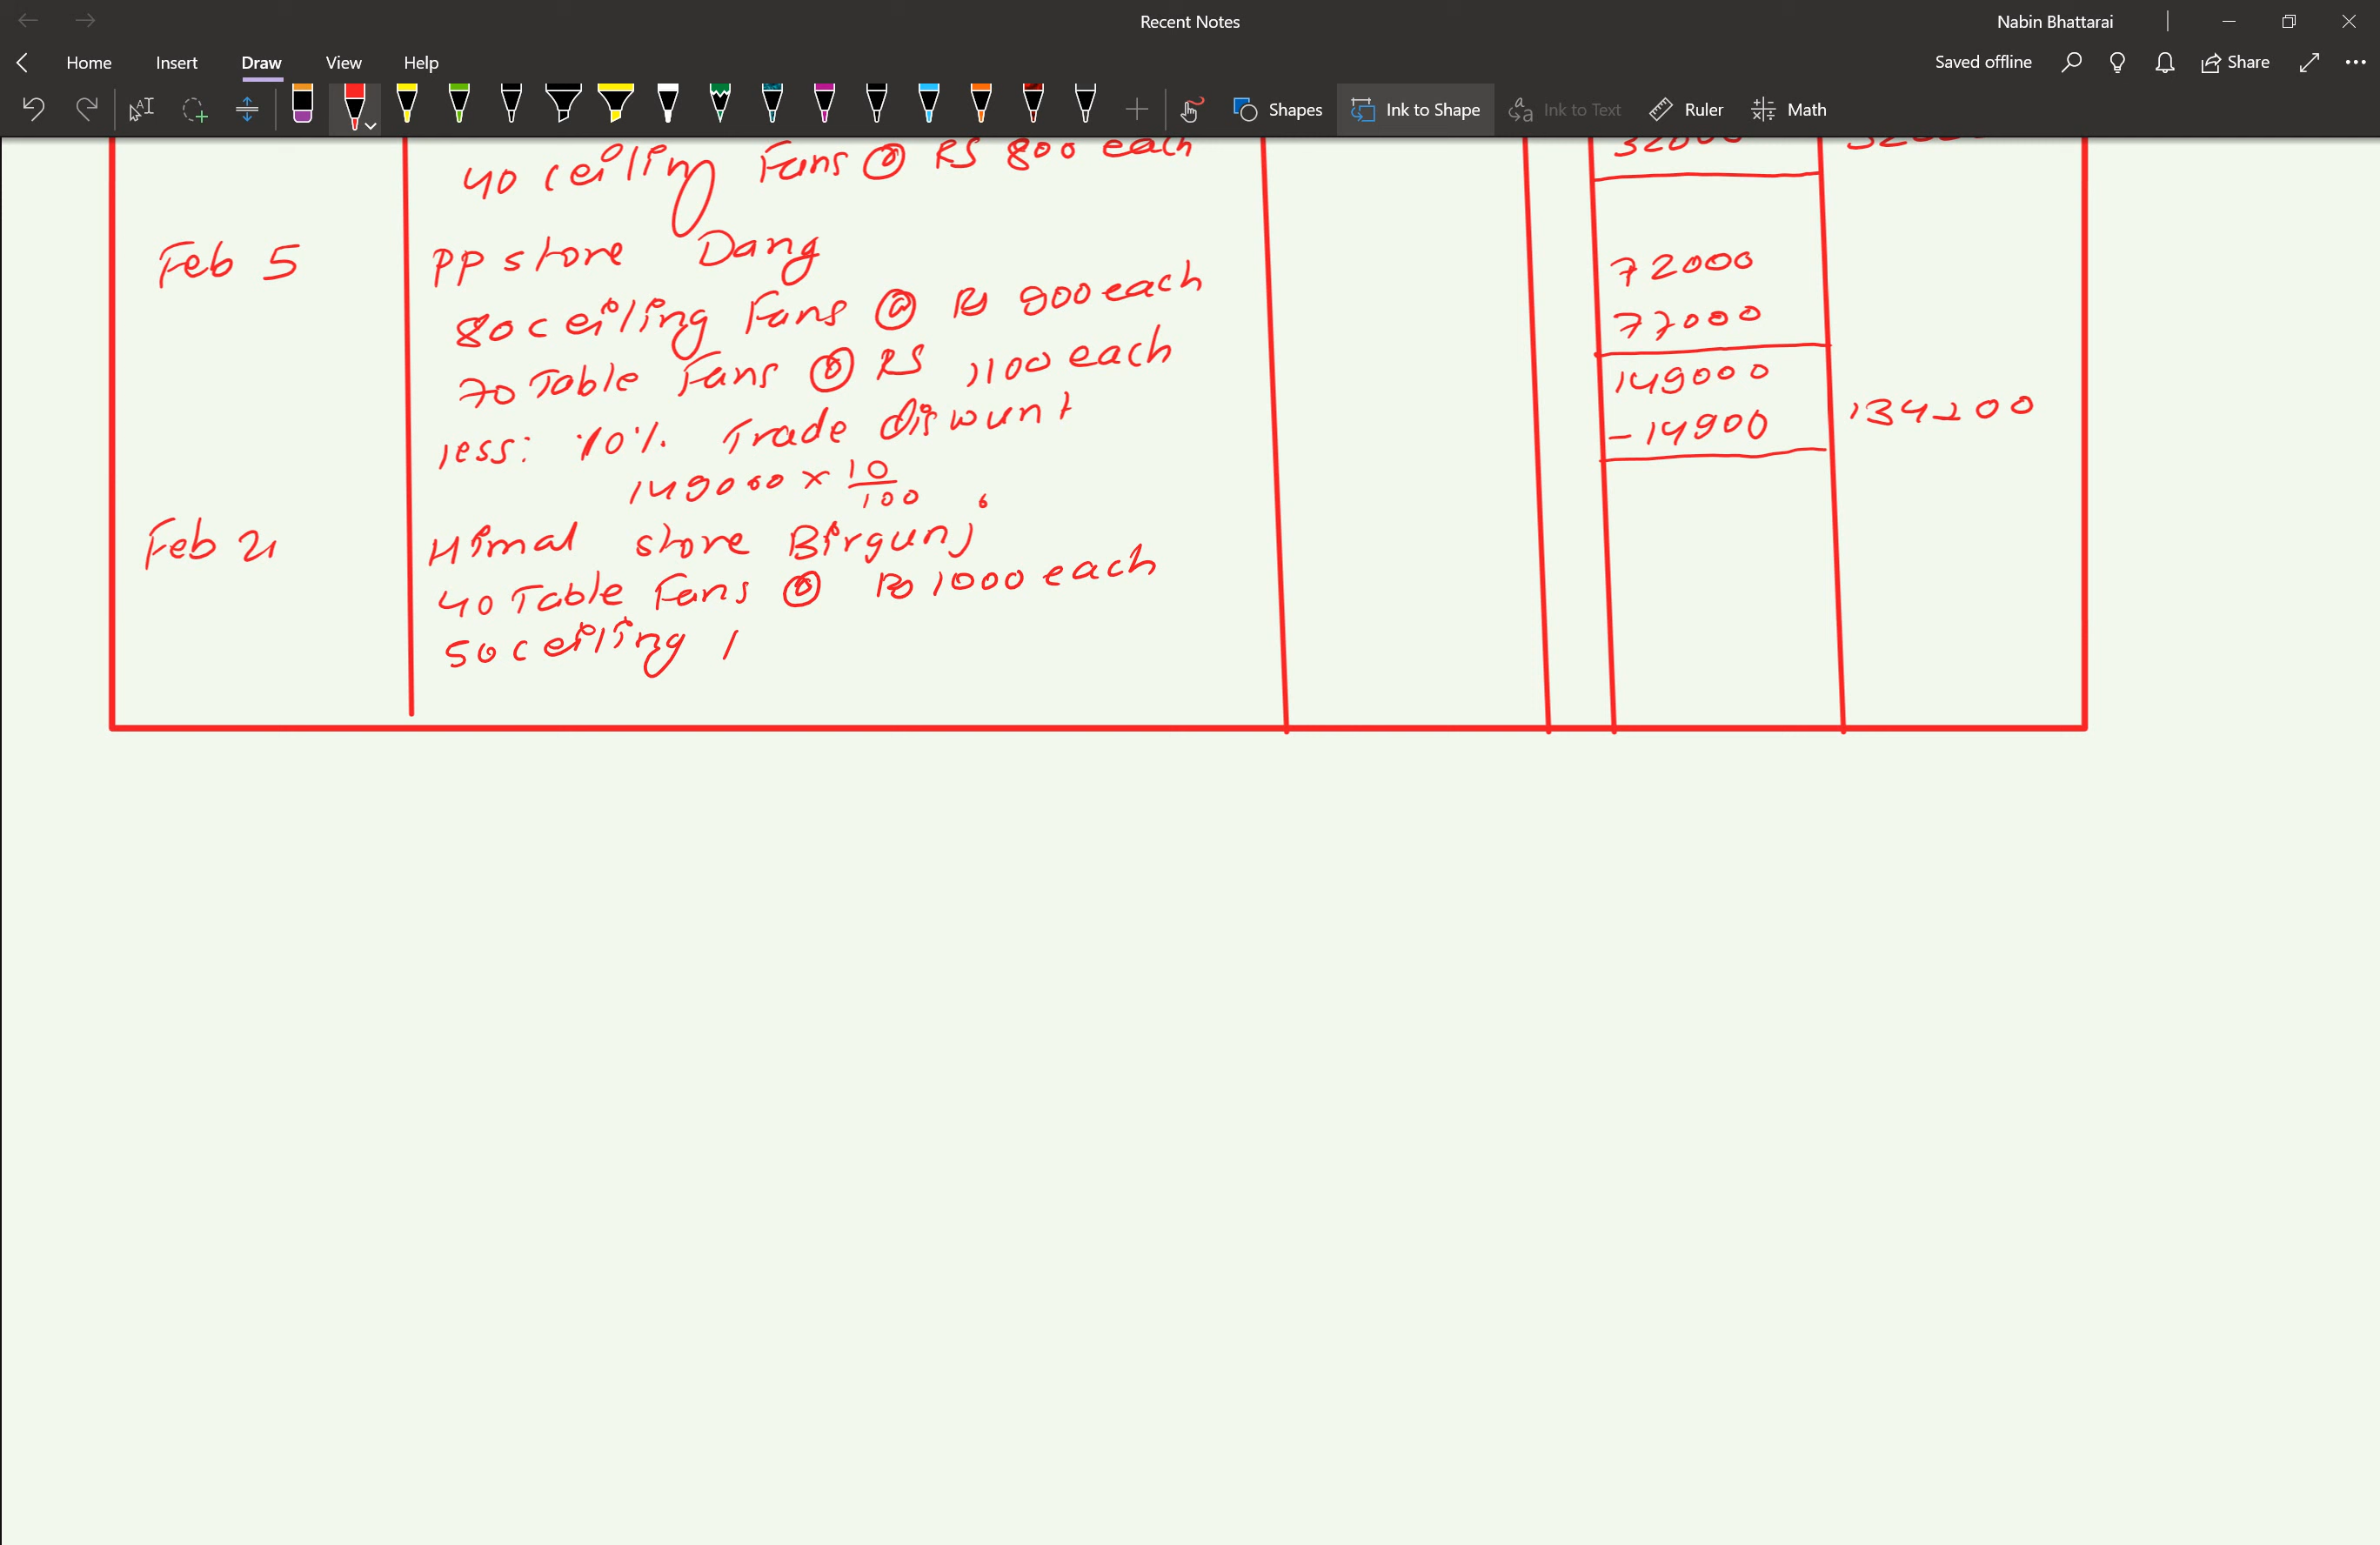 Recent Notes
Nabin Bhattarai
Home Insert Draw View Help
Saved offline
Share
Shapes
Ink to Shape
Ink to Text
Ruler
Math
40 ceiling Fans @ RS 800 each
Feb 5 PP store Dang
80 ceiling Fans @ Rs 900 each 72000
70 Table Fans @ RS 1100 each 77000
149000
less: 10% Trade discount -14900 134200
149000 × 10/100
Feb 21 Himal store Birgunj
40 Table Fans @ Rs 1000 each
50 ceiling